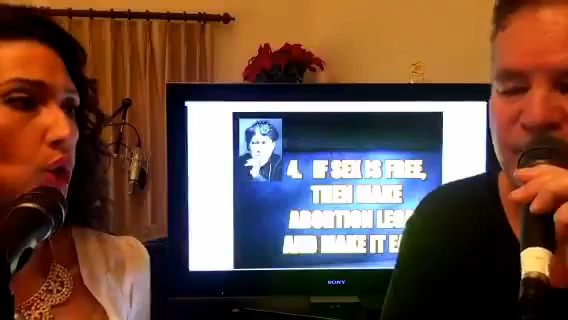 4. IF SEX IS FREE,
THEN MAKE
ABORTION
AND MAKE IT
SONY